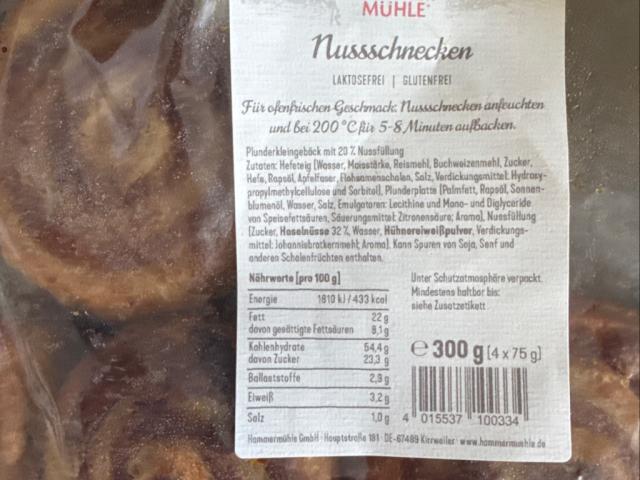 MÜHLE
Nussschnecken
LAKTOSEFREI | GLUTENFREI
Für ofenfrischen Geschmack: Nussschnecken anfeuchten
und bei 200°C für 5-8 Minuten aufbacken.
Plunderkleingebäck mit 20 % Nussfüllung
Zutaten: Hefeteig (Wasser, Maisstärke, Reismehl, Buchweizenmehl, Zucker,
Hefe, Rapsöl, Apfelfaser, Flohsamenschalen, Salz, Verdickungsmittel: Hydroxy-
propylmethylcellulose und Sorbitol), Plunderplatte (Palmfett, Rapsöl, Sonnen-
blumenöl, Wasser, Salz, Emulgatoren: Lecithine und Mono- und Diglyceride
von Speisefettsäuren, Säuerungsmittel: Zitronensäure; Aroma), Nussfüllung
(Zucker, Haselnüsse 32 %, Wasser, Hühnereiweißpulver, Verdickungs-
mittel: Johannisbrotkernmehl; Aroma). Kann Spuren von Soja, Senf und
anderen Schalenfrüchten enthalten.
Nährwerte [pro 100 g]
Energie 1810 kJ / 433 kcal
Fett 22 g
davon gesättigte Fettsäuren 8,1 g
Kohlenhydrate 54,4 g
davon Zucker 23,3 g
Ballaststoffe 2,9 g
Eiweiß 3,2 g
Salz 1,0 g
Unter Schutzatmosphäre verpackt.
Mindestens haltbar bis:
siehe Zusatzetikett
℮ 300 g (4 x 75 g)
4 015537 100334
Hammermühle GmbH · Hauptstraße 181 · DE-67489 Kirrweiler · www.hammermuehle.de